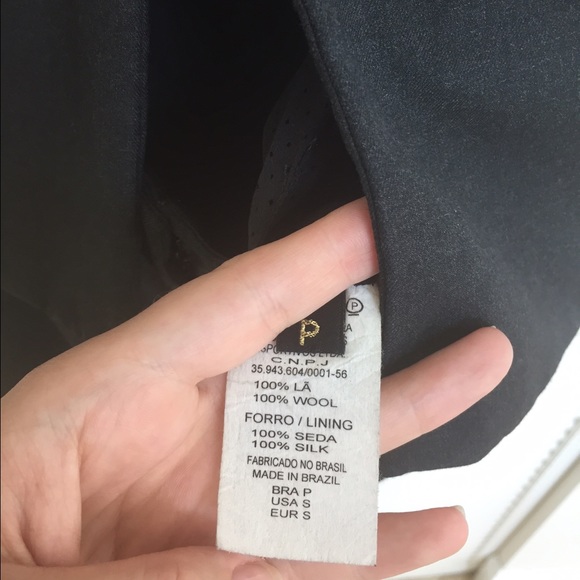 P
P
C.N.P.J
35.943.604/0001-56
100% LÃ
100% WOOL
FORRO / LINING
100% SEDA
100% SILK
FABRICADO NO BRASIL
MADE IN BRAZIL
BRA P
USA S
EUR S